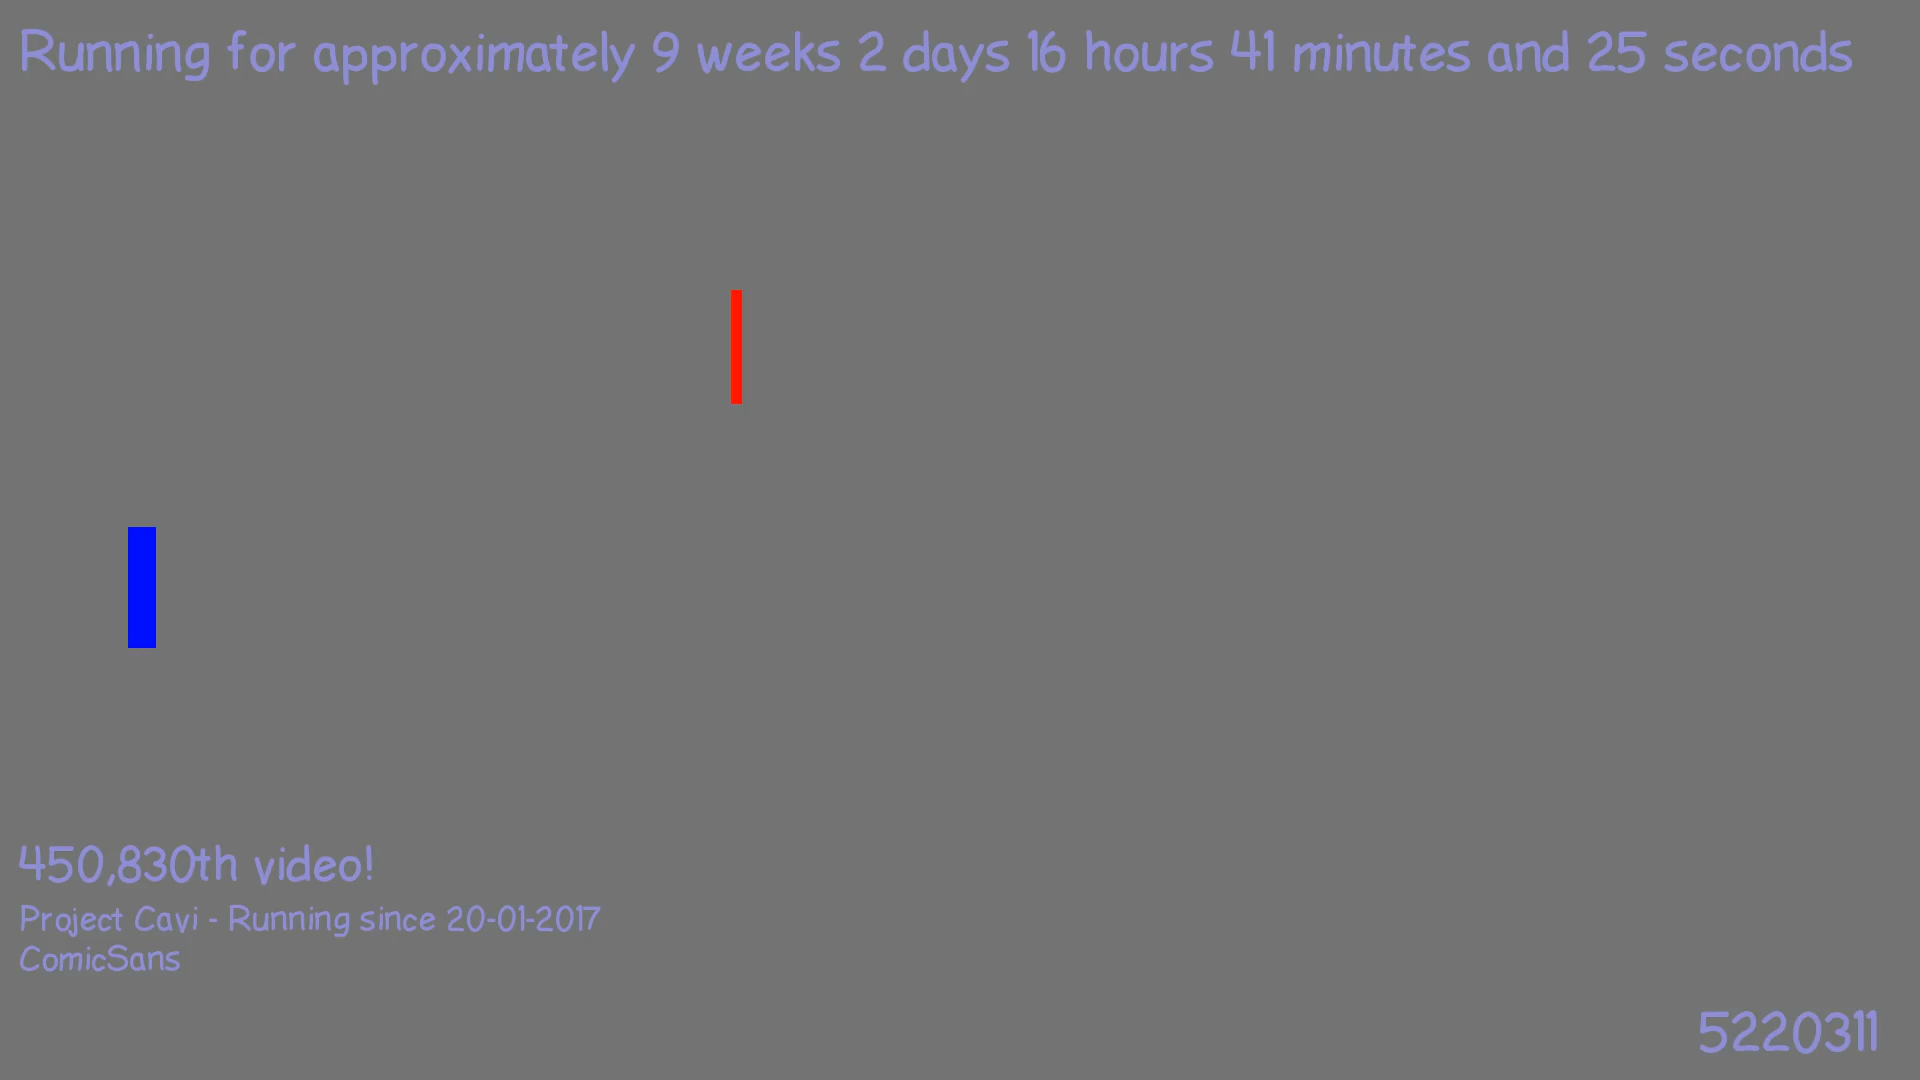 Running for approximately 9 weeks 2 days 16 hours 41 minutes and 25 seconds
450,830th video!
Project Cavi - Running since 20-01-2017
ComicSans
5220311